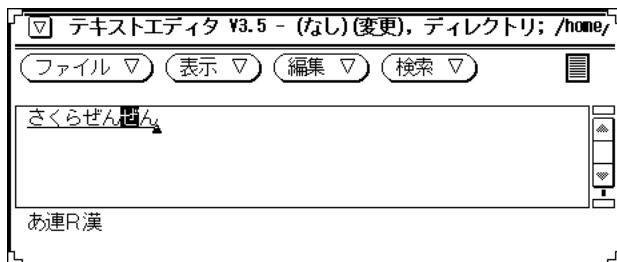 テキストエディタ V3.5 - (なし)(変更), ディレクトリ; /home/
ファイル ▽ 表示 ▽ 編集 ▽ 検索 ▽
さくらぜんぜん
あ連R漢